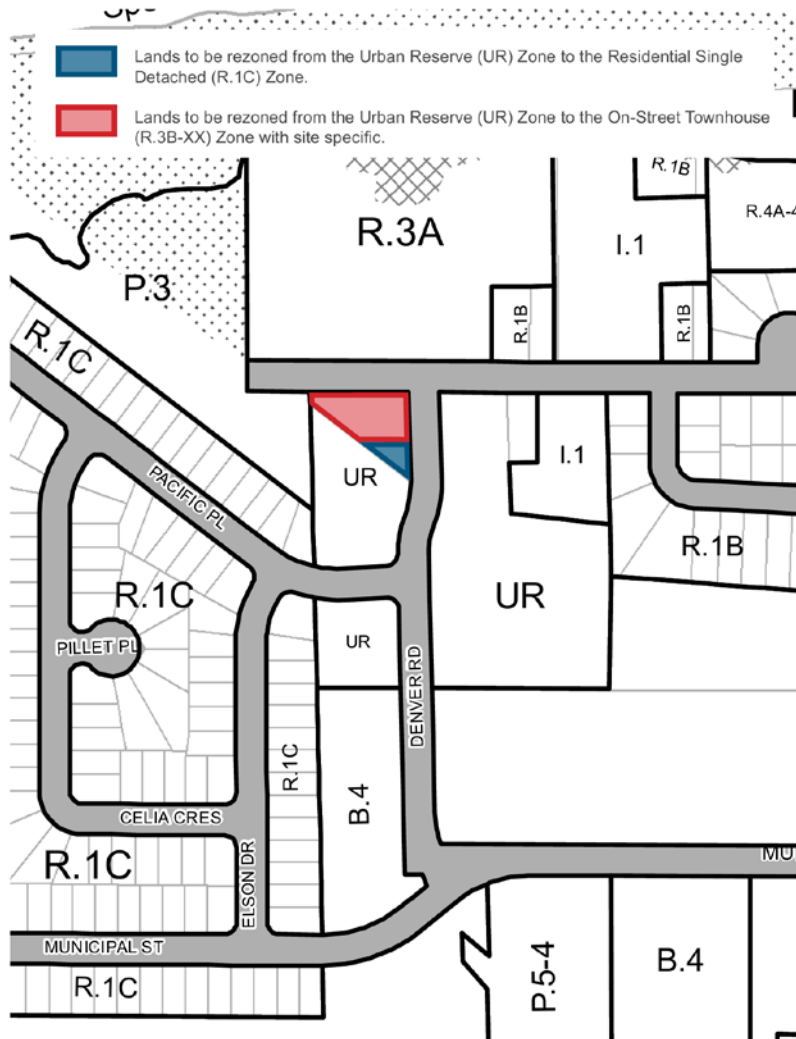 Lands to be rezoned from the Urban Reserve (UR) Zone to the Residential Single
Detached (R.1C) Zone.
Lands to be rezoned from the Urban Reserve (UR) Zone to the On-Street Townhouse
(R.3B-XX) Zone with site specific.
R.1B
R.4A-4
R.3A
I.1
P.3
R.1B
R.1B
R.1C
UR
I.1
PACIFIC PL
R.1B
R.1C
UR
PILLET PL
UR
DENVER RD
R.1C
B.4
CELIA CRES
R.1C
ELSON DR
MU
MUNICIPAL ST
P.5-4
B.4
R.1C